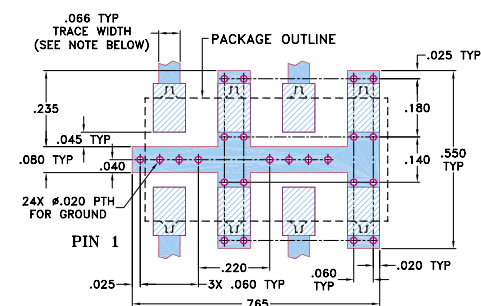 .066 TYP
TRACE WIDTH
(SEE NOTE BELOW)
PACKAGE OUTLINE
.025 TYP
.235
.180
.045 TYP
.080 TYP
.040
.140
.550
TYP
24X ø.020 PTH
FOR GROUND
PIN 1
.220
.060
TYP
.020 TYP
.025
3X .060 TYP
.765